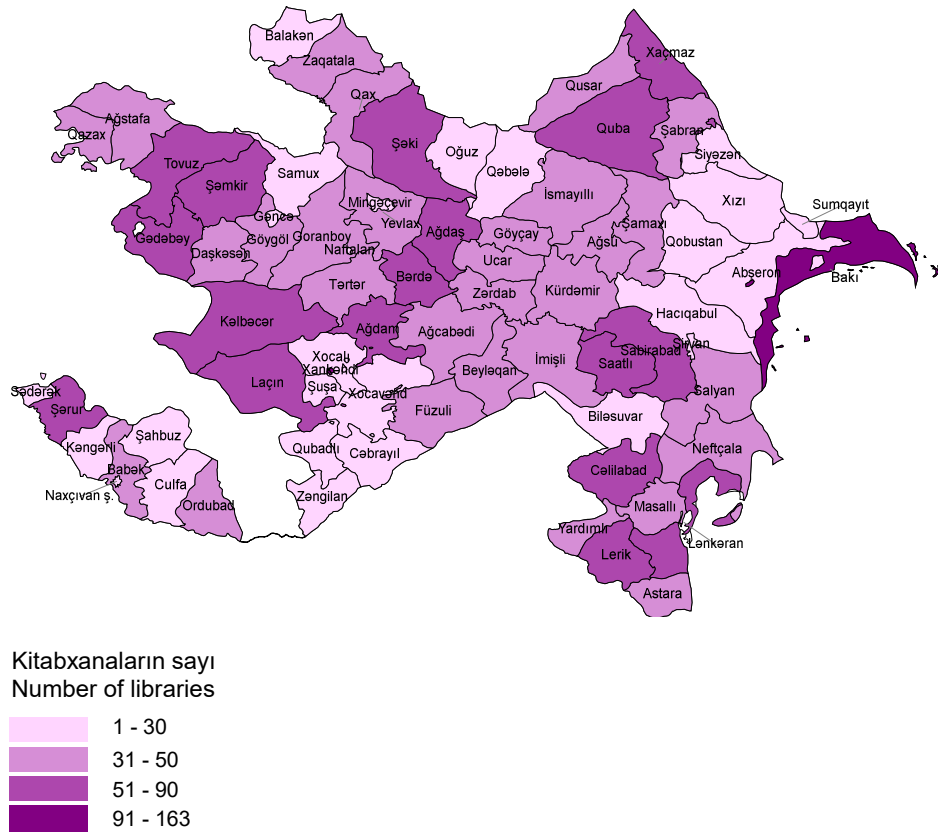 Balakən
Zaqatala
Xaçmaz
Qax
Qusar
Ağstafa
Qazax
Quba
Şabran
Şəki
Oğuz
Siyəzən
Tovuz
Qəbələ
Samux
Şəmkir
İsmayıllı
Xızı
Mingəçevir
Sumqayıt
Gəncə
Yevlax
Şamaxı
Gədəbəy
Göygöl
Goranboy
Ağdaş
Göyçay
Ağsu
Qobustan
Daşkəsən
Naftalan
Ucar
Abşeron
Bakı
Bərdə
Tərtər
Zərdab
Kürdəmir
Hacıqabul
Kəlbəcər
Ağdam
Ağcabədi
Şirvan
Sabirabad
Xocalı
İmişli
Saatlı
Xankəndi
Beyləqan
Laçın
Şuşa
Xocavənd
Salyan
Sədərək
Şərur
Füzuli
Biləsuvar
Şahbuz
Kəngərli
Qubadlı
Cəbrayıl
Neftçala
Babək
Cəlilabad
Culfa
Naxçıvan ş.
Zəngilan
Ordubad
Masallı
Yardımlı
Lənkəran
Lerik
Astara
Kitabxanaların sayı
Number of libraries
1 - 30
31 - 50
51 - 90
91 - 163